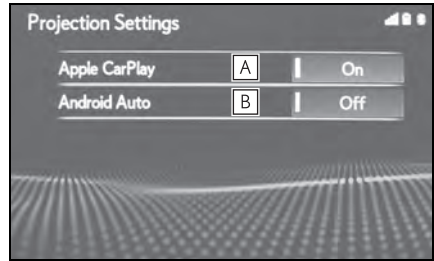 Projection Settings
Apple CarPlay A On
Android Auto B Off